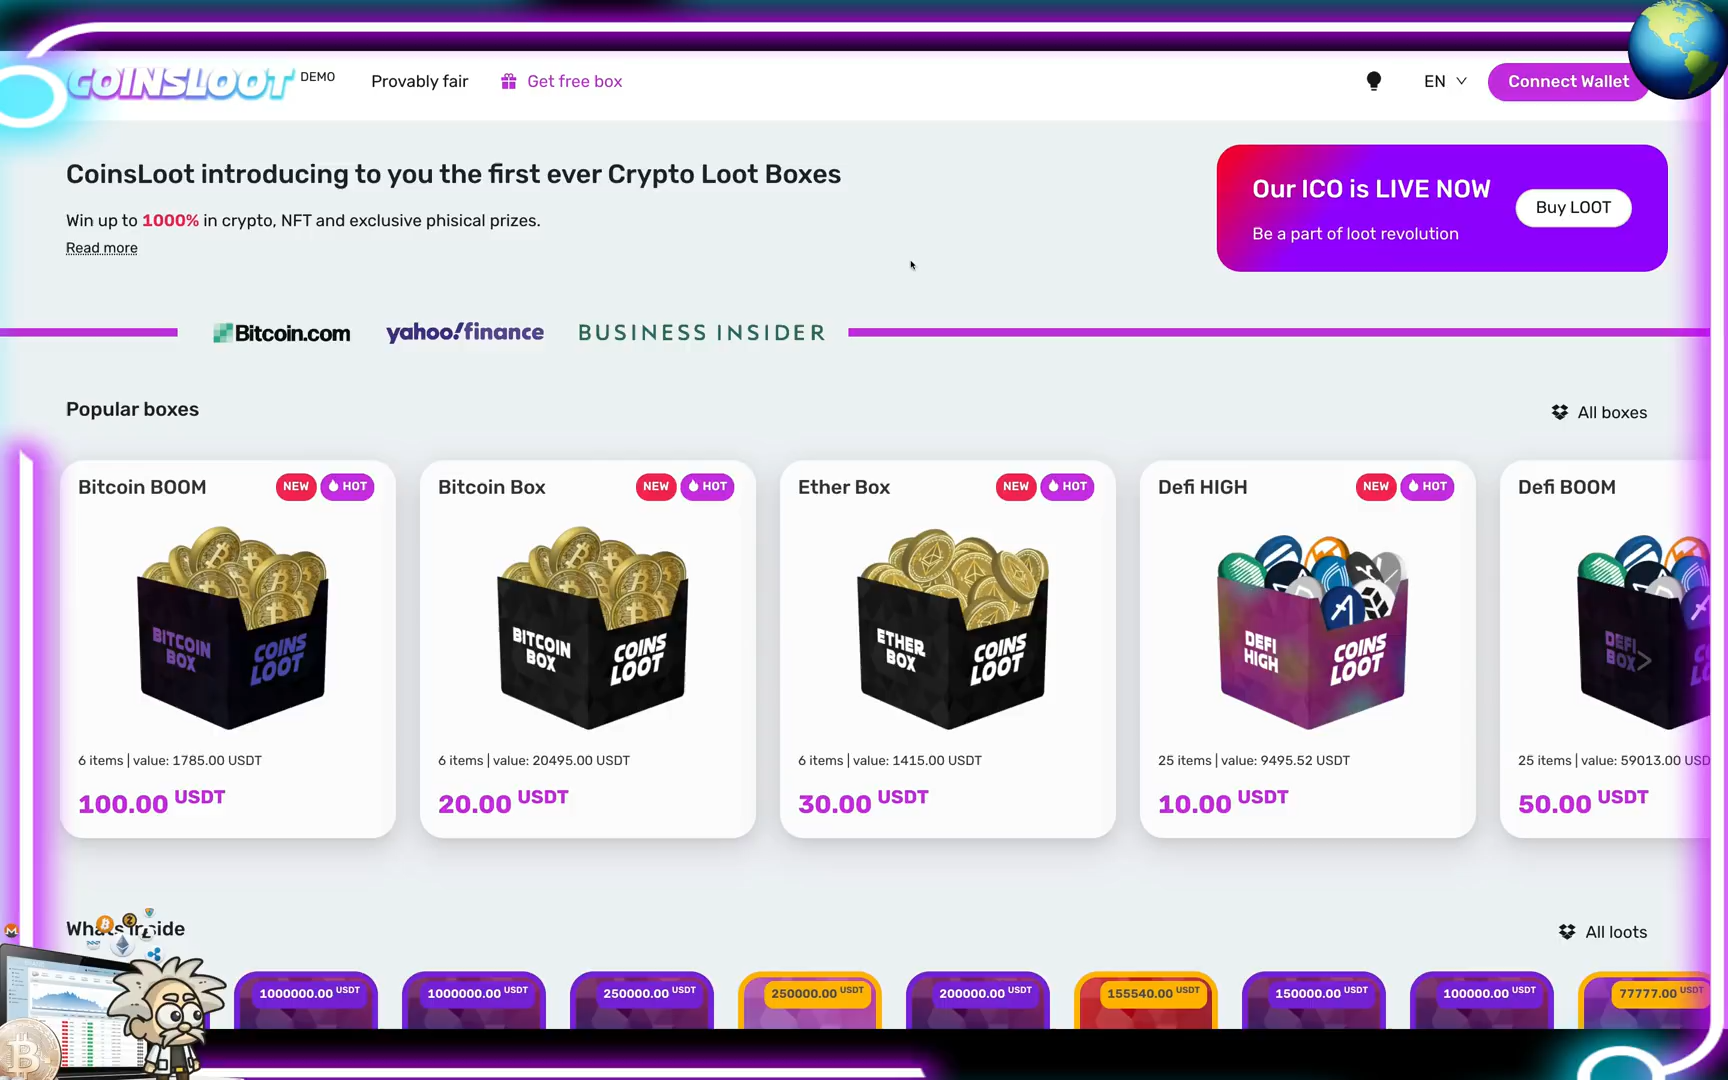 COINSLOOT DEMO Provably fair Get free box EN Connect Wallet
CoinsLoot introducing to you the first ever Crypto Loot Boxes
Win up to 1000% in crypto, NFT and exclusive phisical prizes.
Read more
Our ICO is LIVE NOW
Be a part of loot revolution
Buy LOOT
Bitcoin.com yahoo!finance BUSINESS INSIDER
Popular boxes
All boxes
Bitcoin BOOM NEW HOT
BITCOIN BOX
COINS LOOT
6 items | value: 1785.00 USDT
100.00 USDT
Bitcoin Box NEW HOT
BITCOIN BOX
COINS LOOT
6 items | value: 20495.00 USDT
20.00 USDT
Ether Box NEW HOT
ETHER BOX
COINS LOOT
6 items | value: 1415.00 USDT
30.00 USDT
Defi HIGH NEW HOT
DEFI HIGH
COINS LOOT
25 items | value: 9495.52 USDT
10.00 USDT
Defi BOOM
DEFI BOX
25 items | value: 59013.00 USD
50.00 USDT
Whats inside
All loots
1000000.00 USDT
1000000.00 USDT
250000.00 USDT
250000.00 USDT
200000.00 USDT
155540.00 USDT
150000.00 USDT
100000.00 USDT
77777.00 USDT